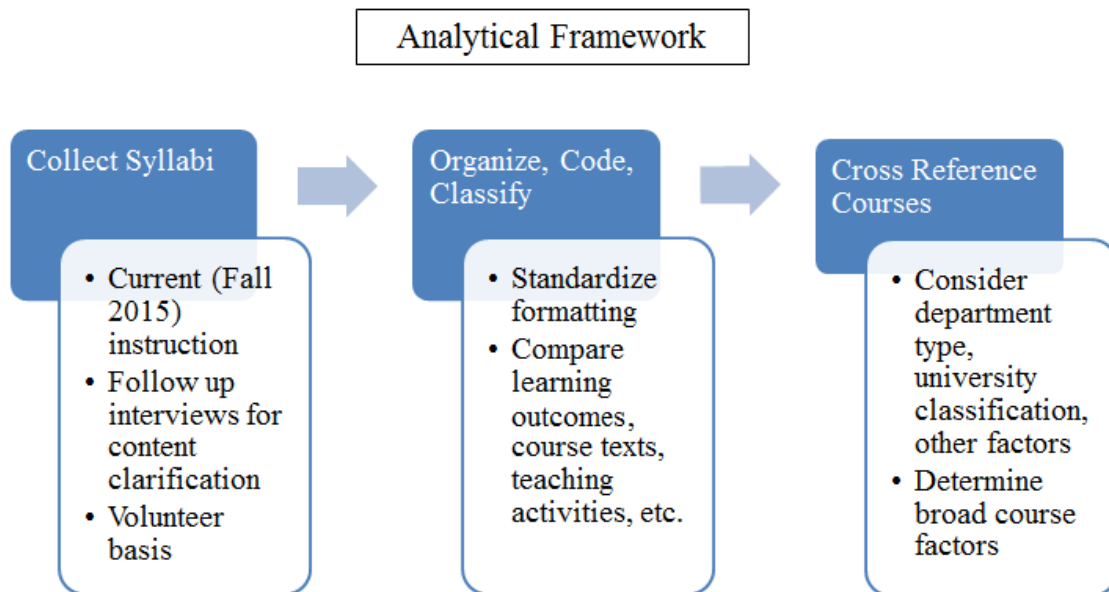 Analytical Framework
Collect Syllabi
• Current (Fall
2015)
instruction
• Follow up
interviews for
content
clarification
• Volunteer
basis
Organize, Code,
Classify
• Standardize
formatting
• Compare
learning
outcomes,
course texts,
teaching
activities, etc.
Cross Reference
Courses
• Consider
department
type,
university
classification,
other factors
• Determine
broad course
factors